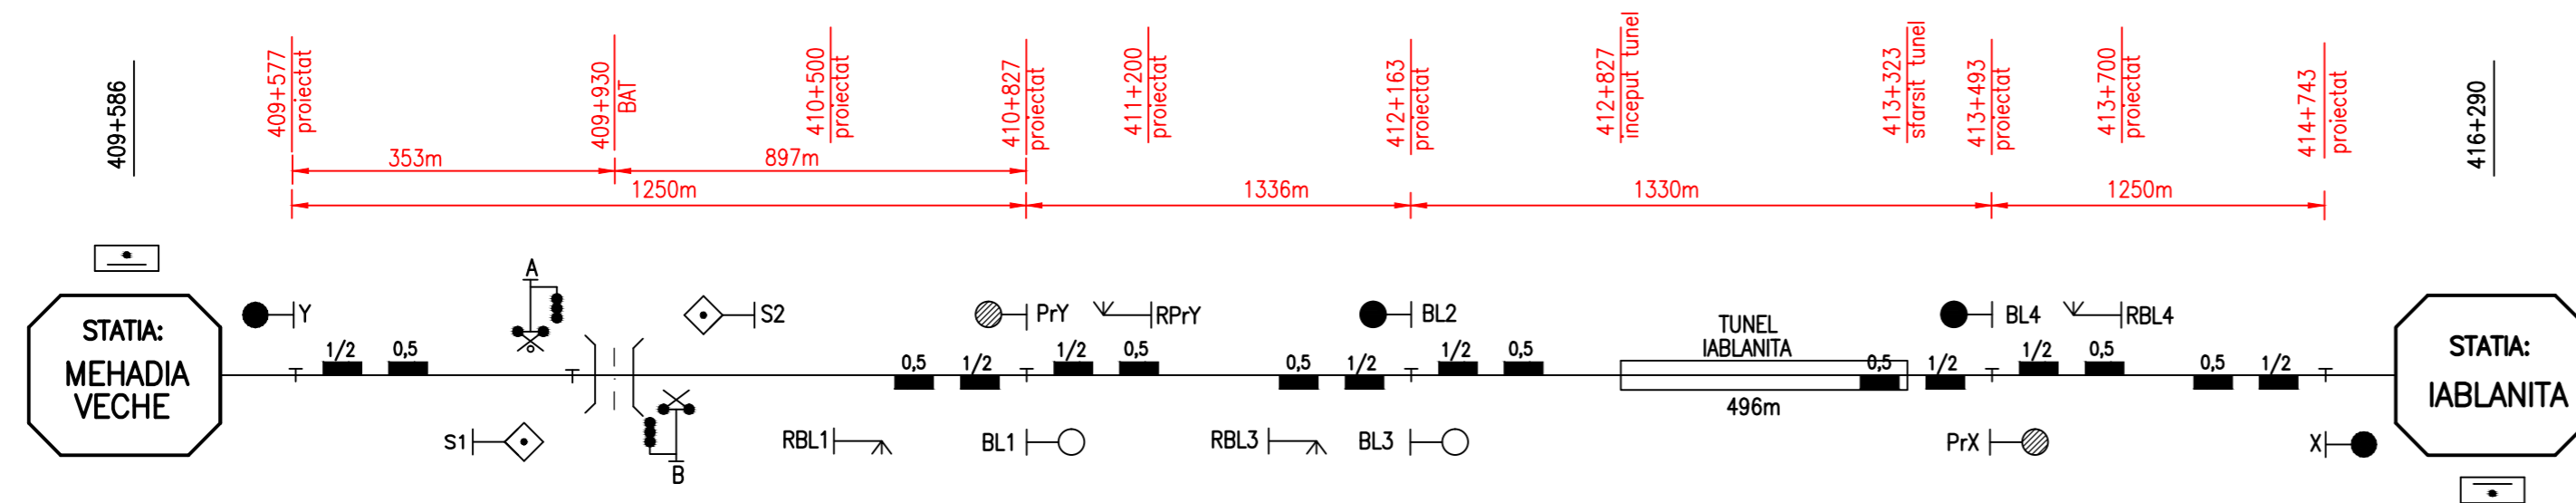 409+586
409+577
proiectat
409+930
BAT
410+500
proiectat
410+827
proiectat
411+200
proiectat
412+163
proiectat
412+827
inceput tunel
413+323
sfarsit tunel
413+493
proiectat
413+700
proiectat
414+743
proiectat
416+290
353m
897m
1250m
1336m
1330m
1250m
STATIA:
MEHADIA
VECHE
Y
A
S2
PrY
RPrY
BL2
BL4
RBL4
1/2
0,5
0,5
1/2
1/2
0,5
0,5
1/2
1/2
0,5
TUNEL
IABLANITA
0,5
1/2
1/2
0,5
0,5
1/2
496m
S1
B
RBL1
BL1
RBL3
BL3
PrX
X
STATIA:
IABLANITA